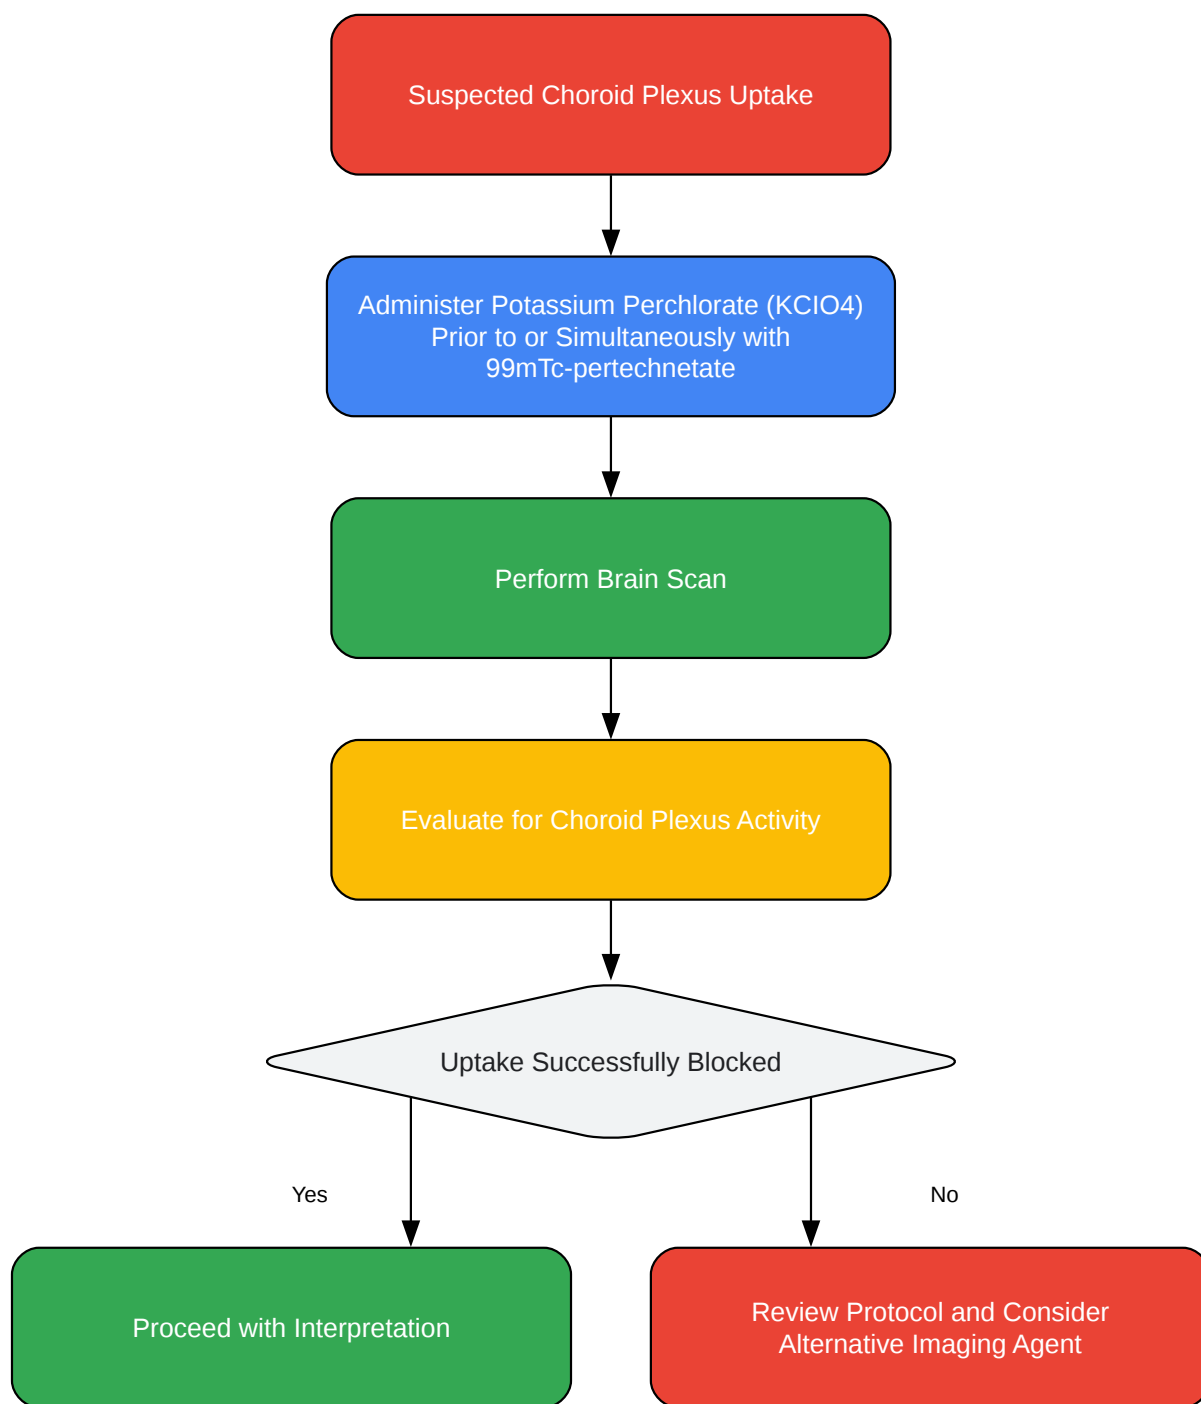 Suspected Choroid Plexus Uptake
Administer Potassium Perchlorate (KClO4)
Prior to or Simultaneously with
99mTc-pertechnetate
Perform Brain Scan
Evaluate for Choroid Plexus Activity
Uptake Successfully Blocked
Yes
No
Proceed with Interpretation
Review Protocol and Consider
Alternative Imaging Agent